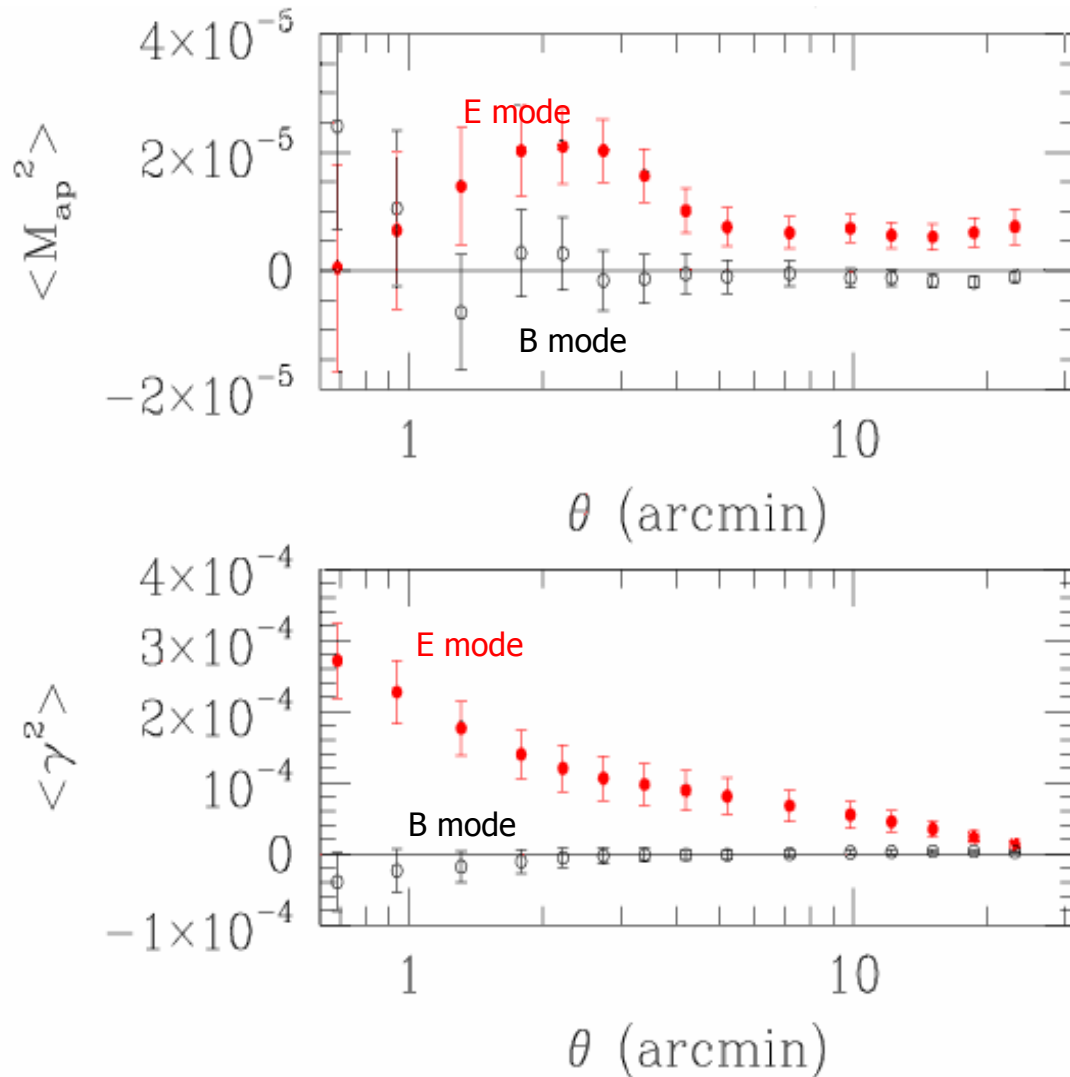 4×10⁻⁵
E mode
2×10⁻⁵
<M_ap²>
0
B mode
−2×10⁻⁵
1 10
θ (arcmin)
4×10⁻⁴
3×10⁻⁴
E mode
2×10⁻⁴
<γ²>
10⁻⁴
B mode
0
−1×10⁻⁴
1 10
θ (arcmin)